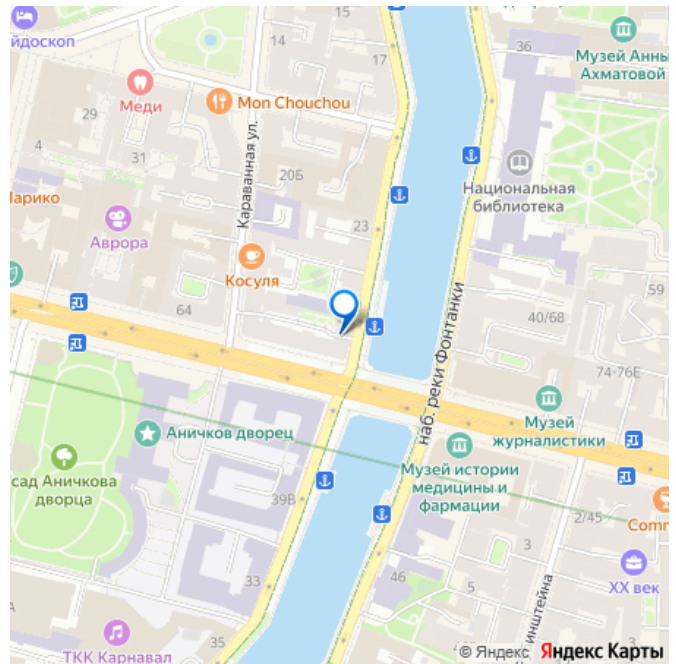 йдоскоп
14
15
17
36
Музей Анны
Ахматовой
Меди
Mon Chouchou
4
29
31
Караванная ул.
20Б
Национальная
библиотека
Марико
Аврора
23
Косуля
64
59
40/68
наб. реки Фонтанки
74-76Е
Аничков дворец
Музей
журналистики
сад Аничкова
дворца
Музей истории
медицины и
фармации
39В
2/45
Comm
3
XX век
33
46
5
инштейна
35
ТКК Карнавал
© Яндекс Яндекс Карты